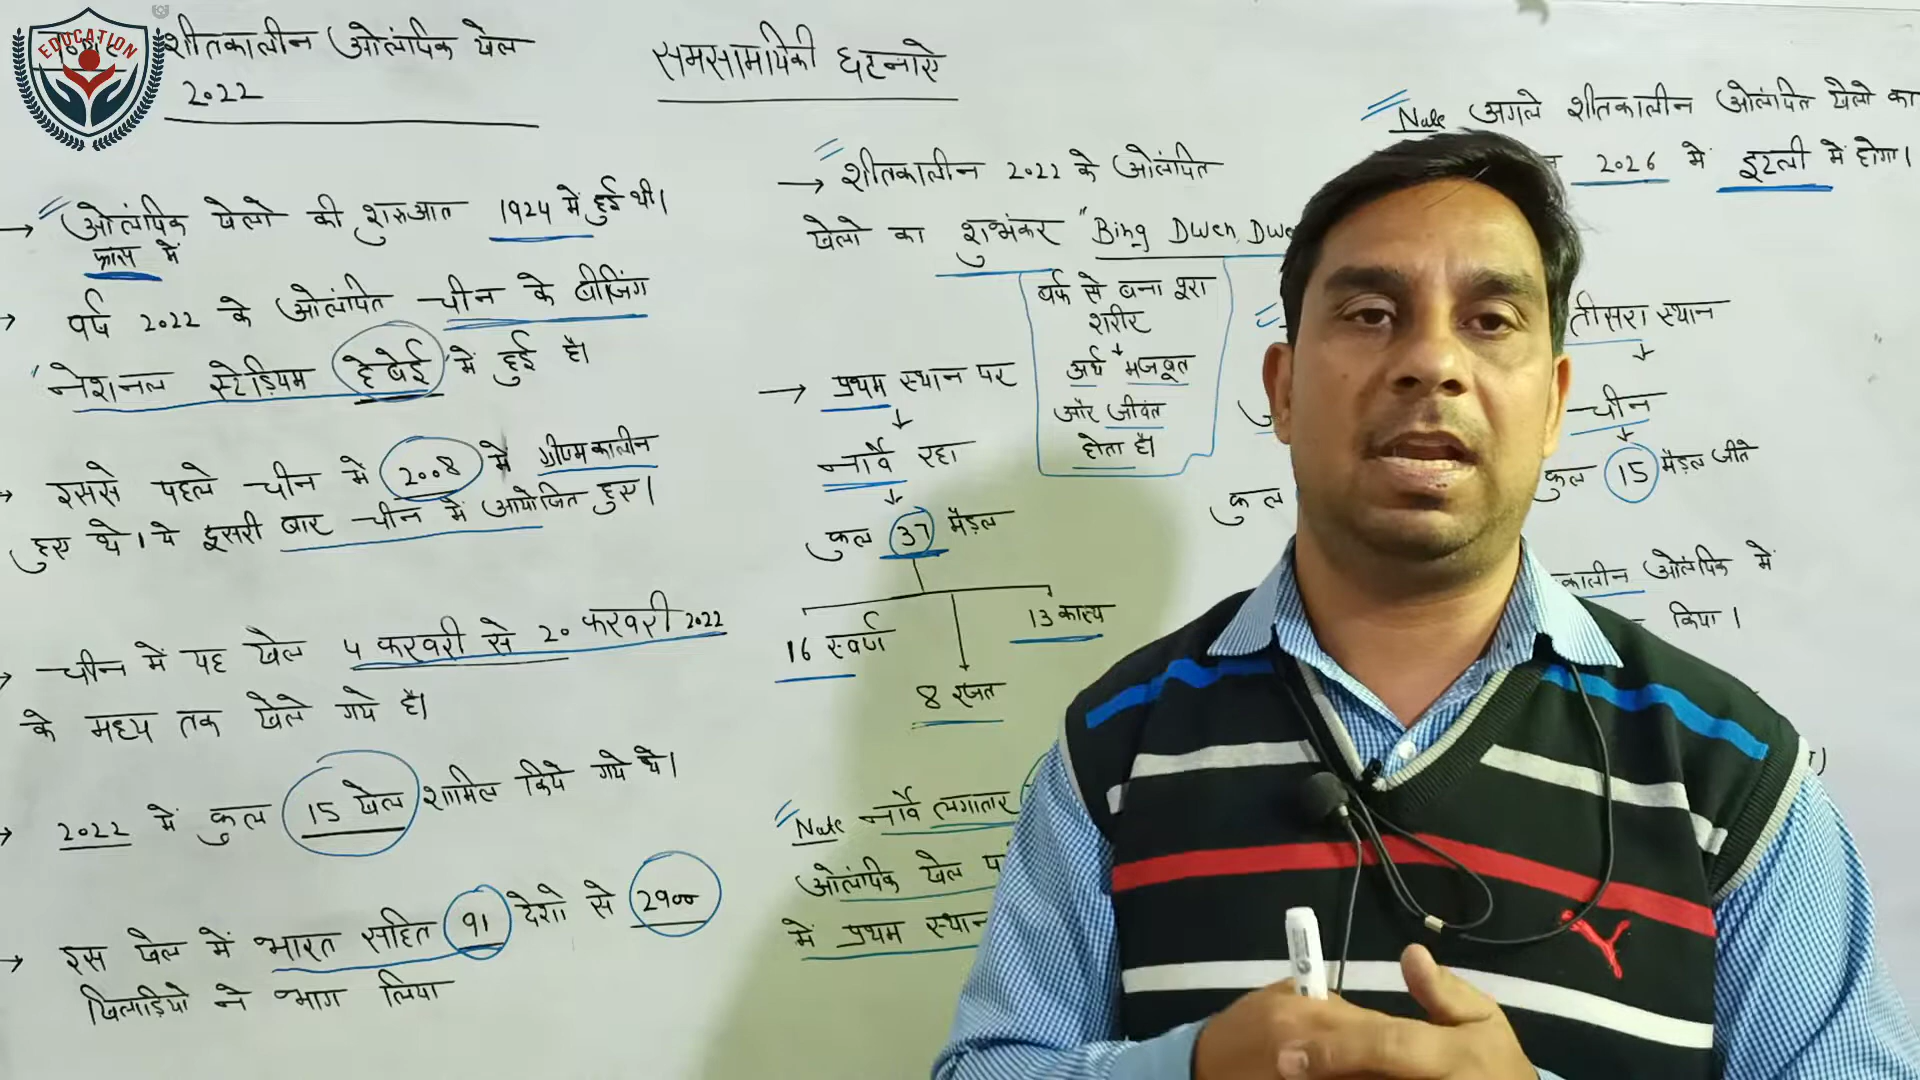 EDUCATION
शीतकालीन ओलंपिक खेल
2022
समसामायिकी घटनाऐ
→ ओलंपिक खेलो की शुरुआत 1924 में हुई थी।
फ्रांस में
→ वर्ष 2022 के ओलंपित चीन के बीजिंग
नेशनल स्टेडियम हेबेई में हुई है।
→ इससे पहले चीन में 2008 में ग्रीष्मकालीन
हुए थे। ये दूसरी बार चीन में आयोजित हुए।
→ चीन में यह खेल 4 फरवरी से 20 फरवरी 2022
के मध्य तक खेले गये है।
→ 2022 में कुल 15 खेल शामिल किये गये थे।
→ इस खेल में भारत सहित 91 देशो से 2900
खिलाड़ियो ने भाग लिया
→ शीतकालीन 2022 के ओलंपित
खेलो का शुभंकर "Bing Dwen Dwe
बर्फ से बना पूरा
शरीर
अर्थ मजबूत
और जीवंत
होता है।
→ प्रथम स्थान पर
↓
नार्वे रहा
↓
कुल 37 मैडल
16 स्वर्ण
8 रजत
13 कास्य
Note नार्वे लगातार
ओलंपिक खेल
में प्रथम स्थान
Note अगले शीतकालीन ओलंपित खेलो का
2026 में इटली में होगा।
तीसरा स्थान
↓
चीन
↓
कुल 15 मैडल जीते
कुल
कालीन ओलंपिक में
किया।